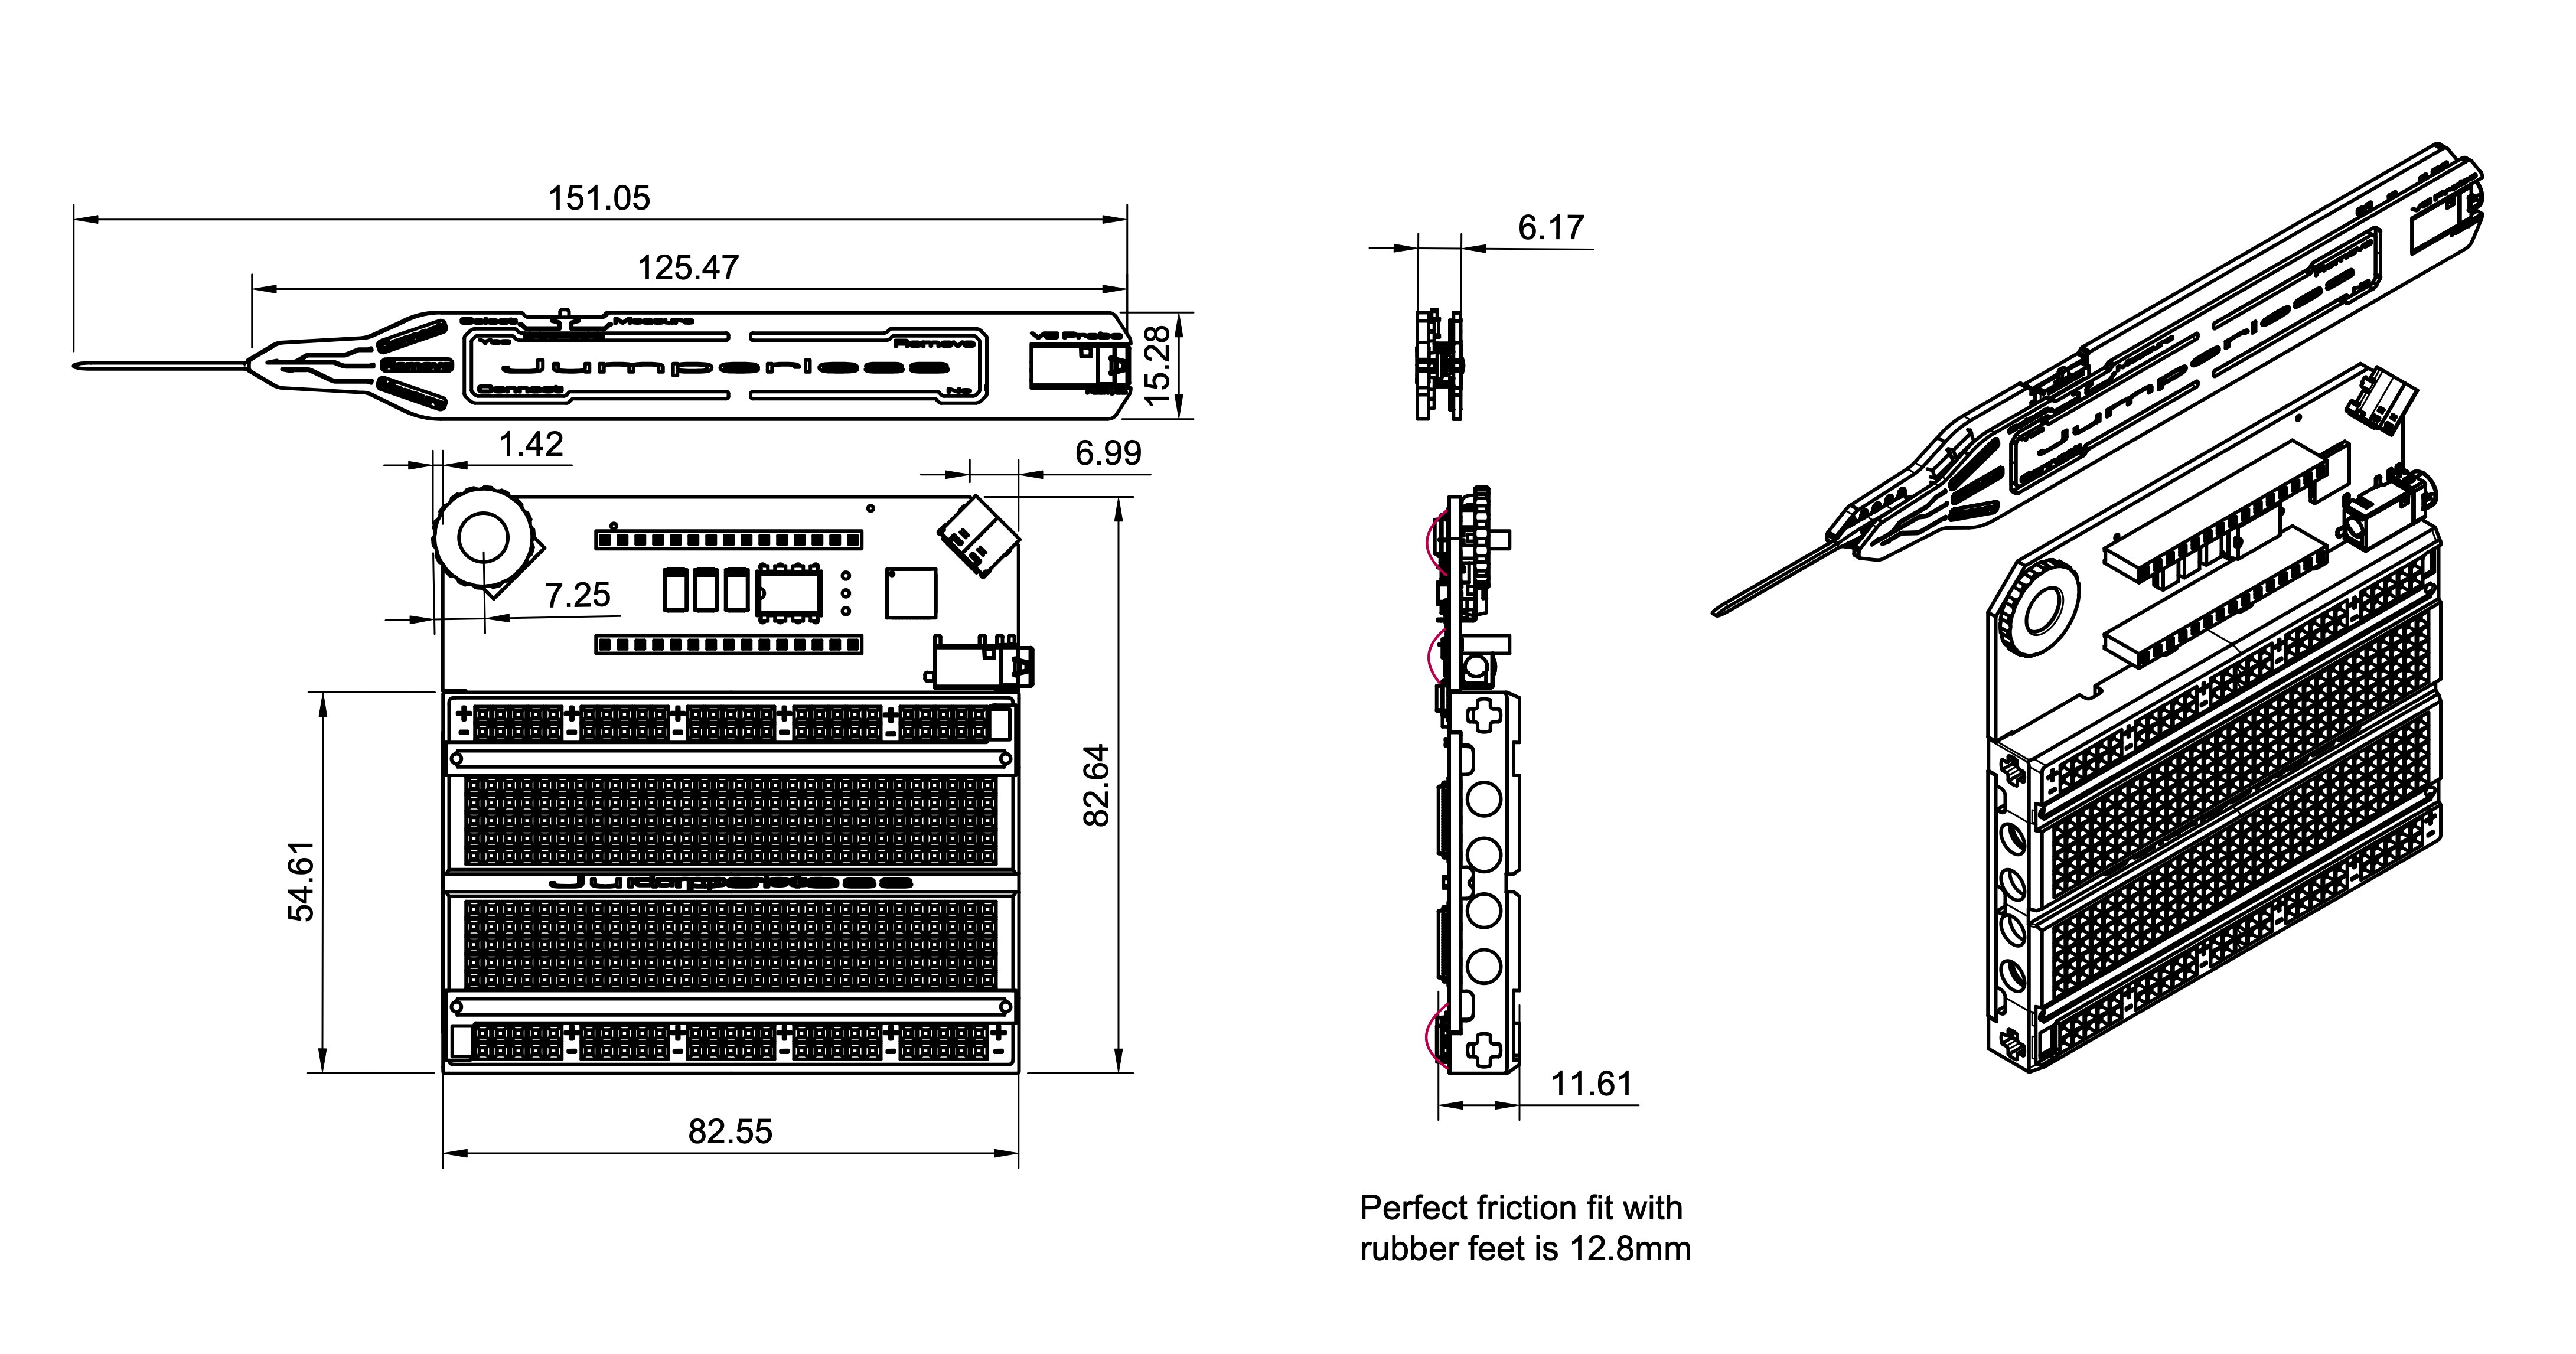 151.05
125.47
6.17
Select
Measure
V5 Probe
Yes
Remove
Jumperless
Connect
No
Remove
15.28
1.42
6.99
7.25
82.64
54.61
82.55
11.61
Perfect friction fit with
rubber feet is 12.8mm